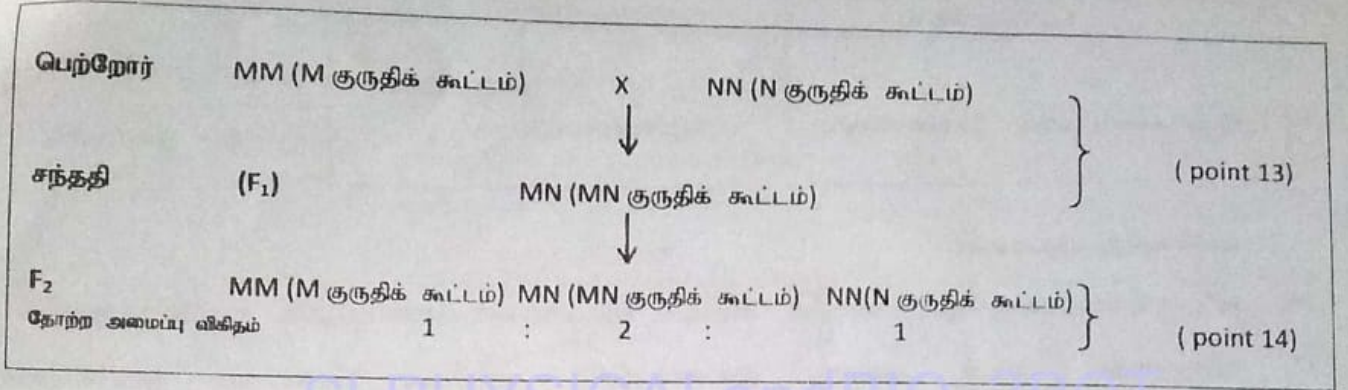 பெற்றோர் MM (M குருதிக் கூட்டம்) X NN (N குருதிக் கூட்டம்)
சந்ததி (F₁) MN (MN குருதிக் கூட்டம்) ( point 13)
F₂ MM (M குருதிக் கூட்டம்) MN (MN குருதிக் கூட்டம்) NN(N குருதிக் கூட்டம்)
தோற்ற அமைப்பு விகிதம் 1 : 2 : 1 ( point 14)